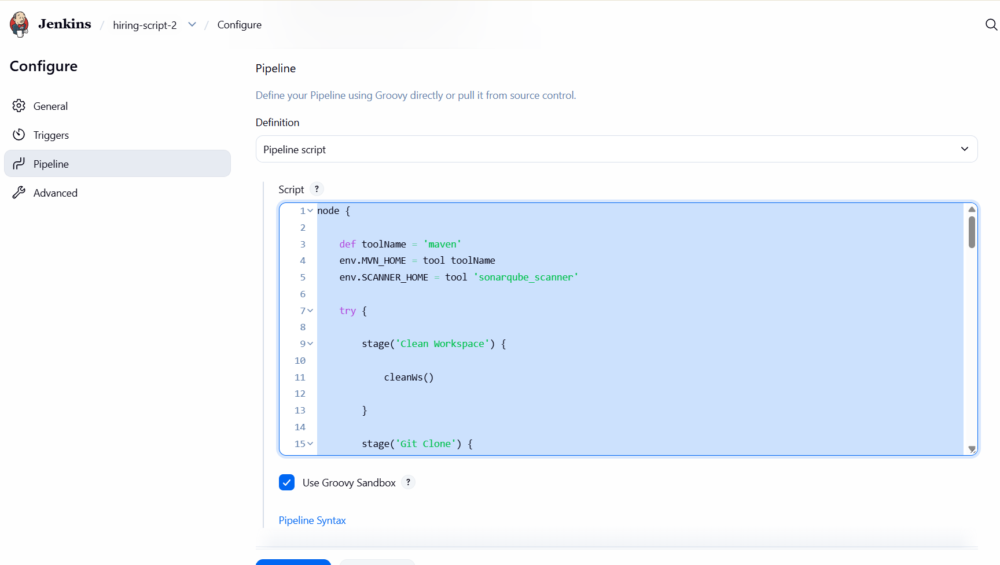 Jenkins / hiring-script-2 / Configure
Configure
General
Triggers
Pipeline
Advanced
Pipeline
Define your Pipeline using Groovy directly or pull it from source control.
Definition
Pipeline script
Script ?
1 node {
2
3     def toolName = 'maven'
4     env.MVN_HOME = tool toolName
5     env.SCANNER_HOME = tool 'sonarqube_scanner'
6
7     try {
8
9         stage('Clean Workspace') {
10
11             cleanWs()
12
13         }
14
15         stage('Git Clone') {
Use Groovy Sandbox ?
Pipeline Syntax